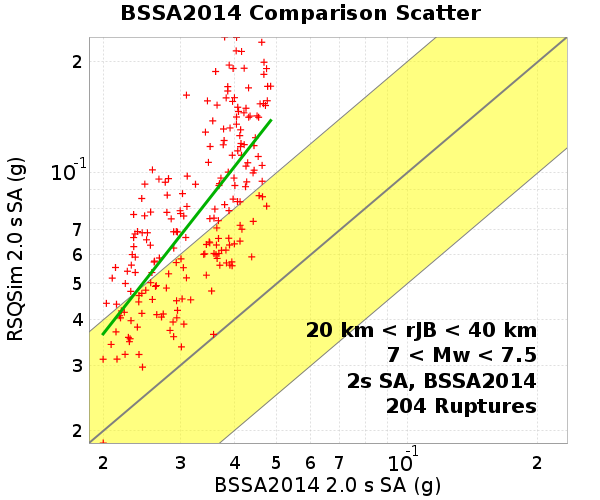 BSSA2014 Comparison Scatter
RSQSim 2.0 s SA (g)
2
10-1
7
6
5
4
3
2
20 km < rJB < 40 km
7 < Mw < 7.5
2s SA, BSSA2014
204 Ruptures
2 3 4 5 6 7 10-1 2
BSSA2014 2.0 s SA (g)